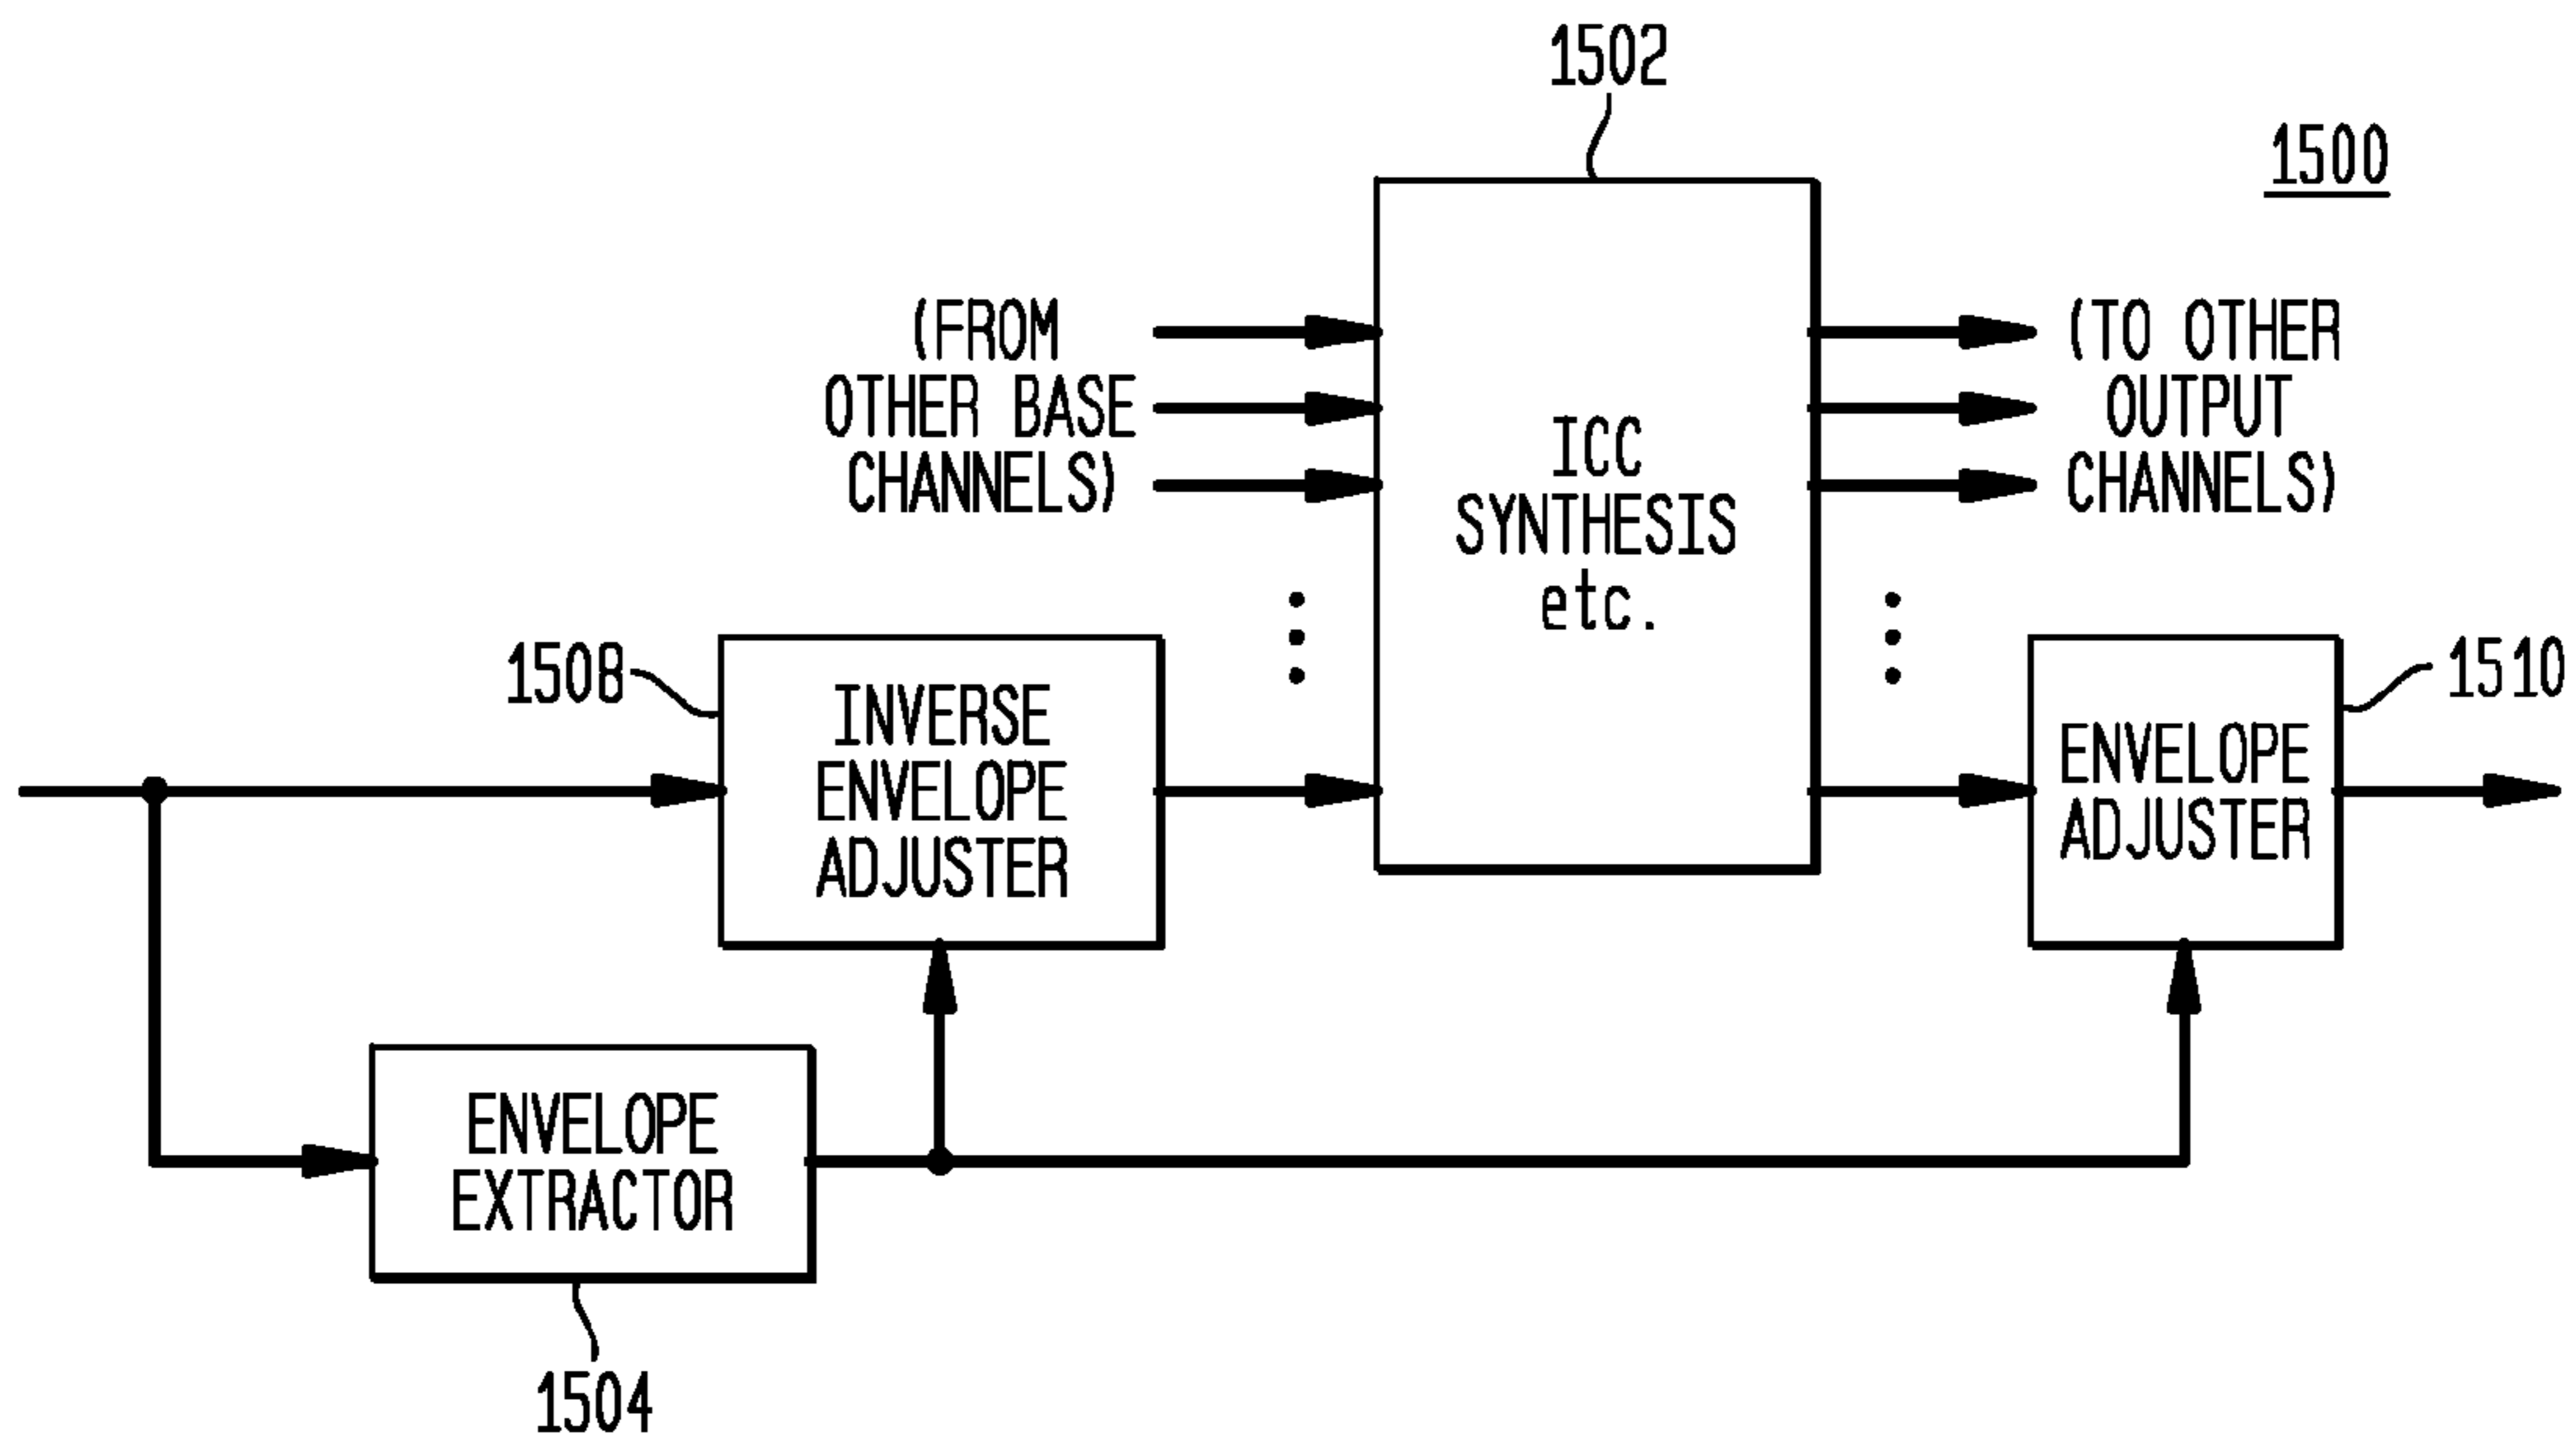 1502
1500
(FROM
OTHER BASE
CHANNELS)
ICC
SYNTHESIS
etc.
(TO OTHER
OUTPUT
CHANNELS)
1508
INVERSE
ENVELOPE
ADJUSTER
1510
ENVELOPE
ADJUSTER
ENVELOPE
EXTRACTOR
1504